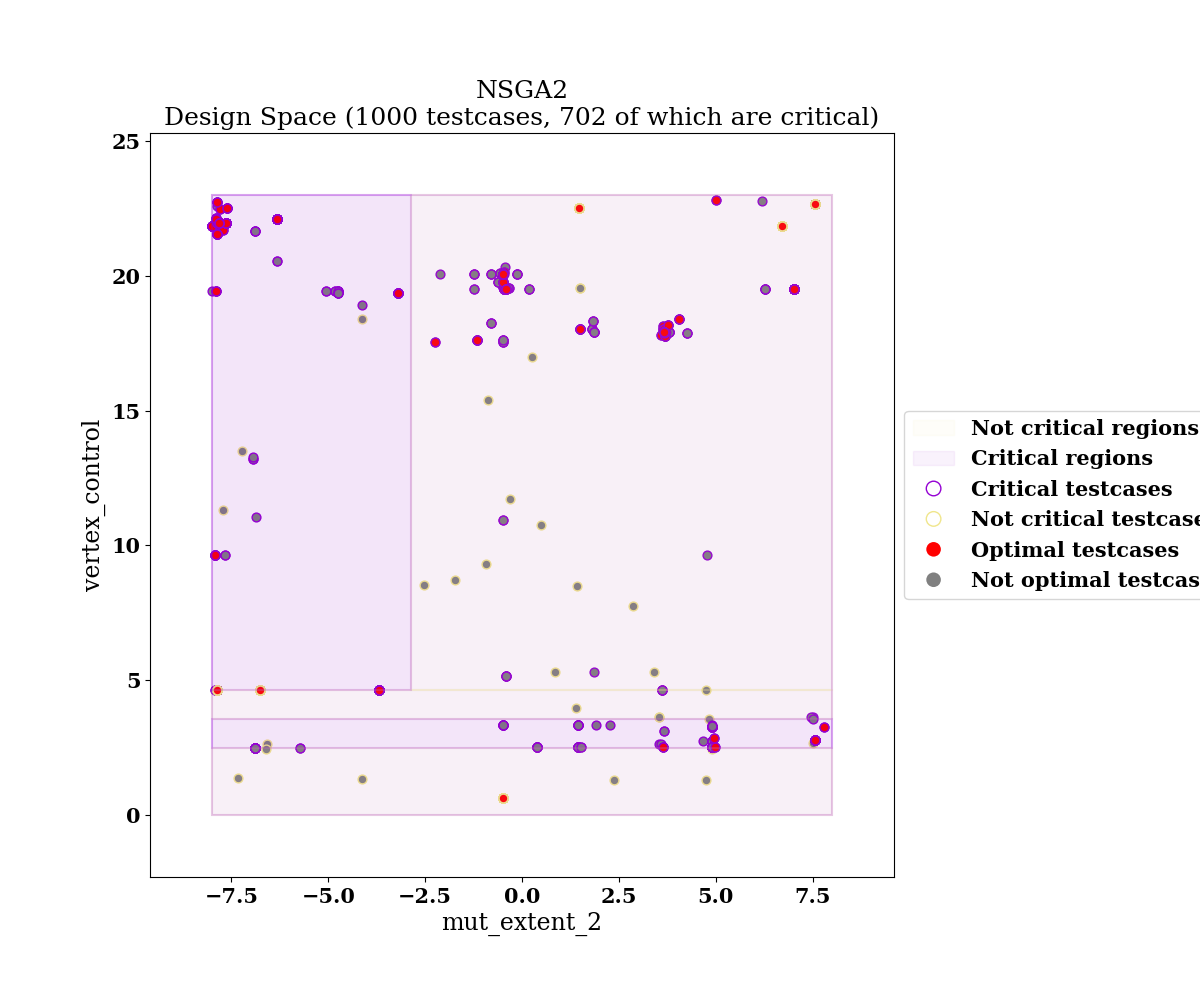 NSGA2
Design Space (1000 testcases, 702 of which are critical)
25
20
15
10
5
0
vertex_control
−7.5
−5.0
−2.5
0.0
2.5
5.0
7.5
mut_extent_2
Not critical regions
Critical regions
Critical testcases
Not critical testcase
Optimal testcases
Not optimal testcas